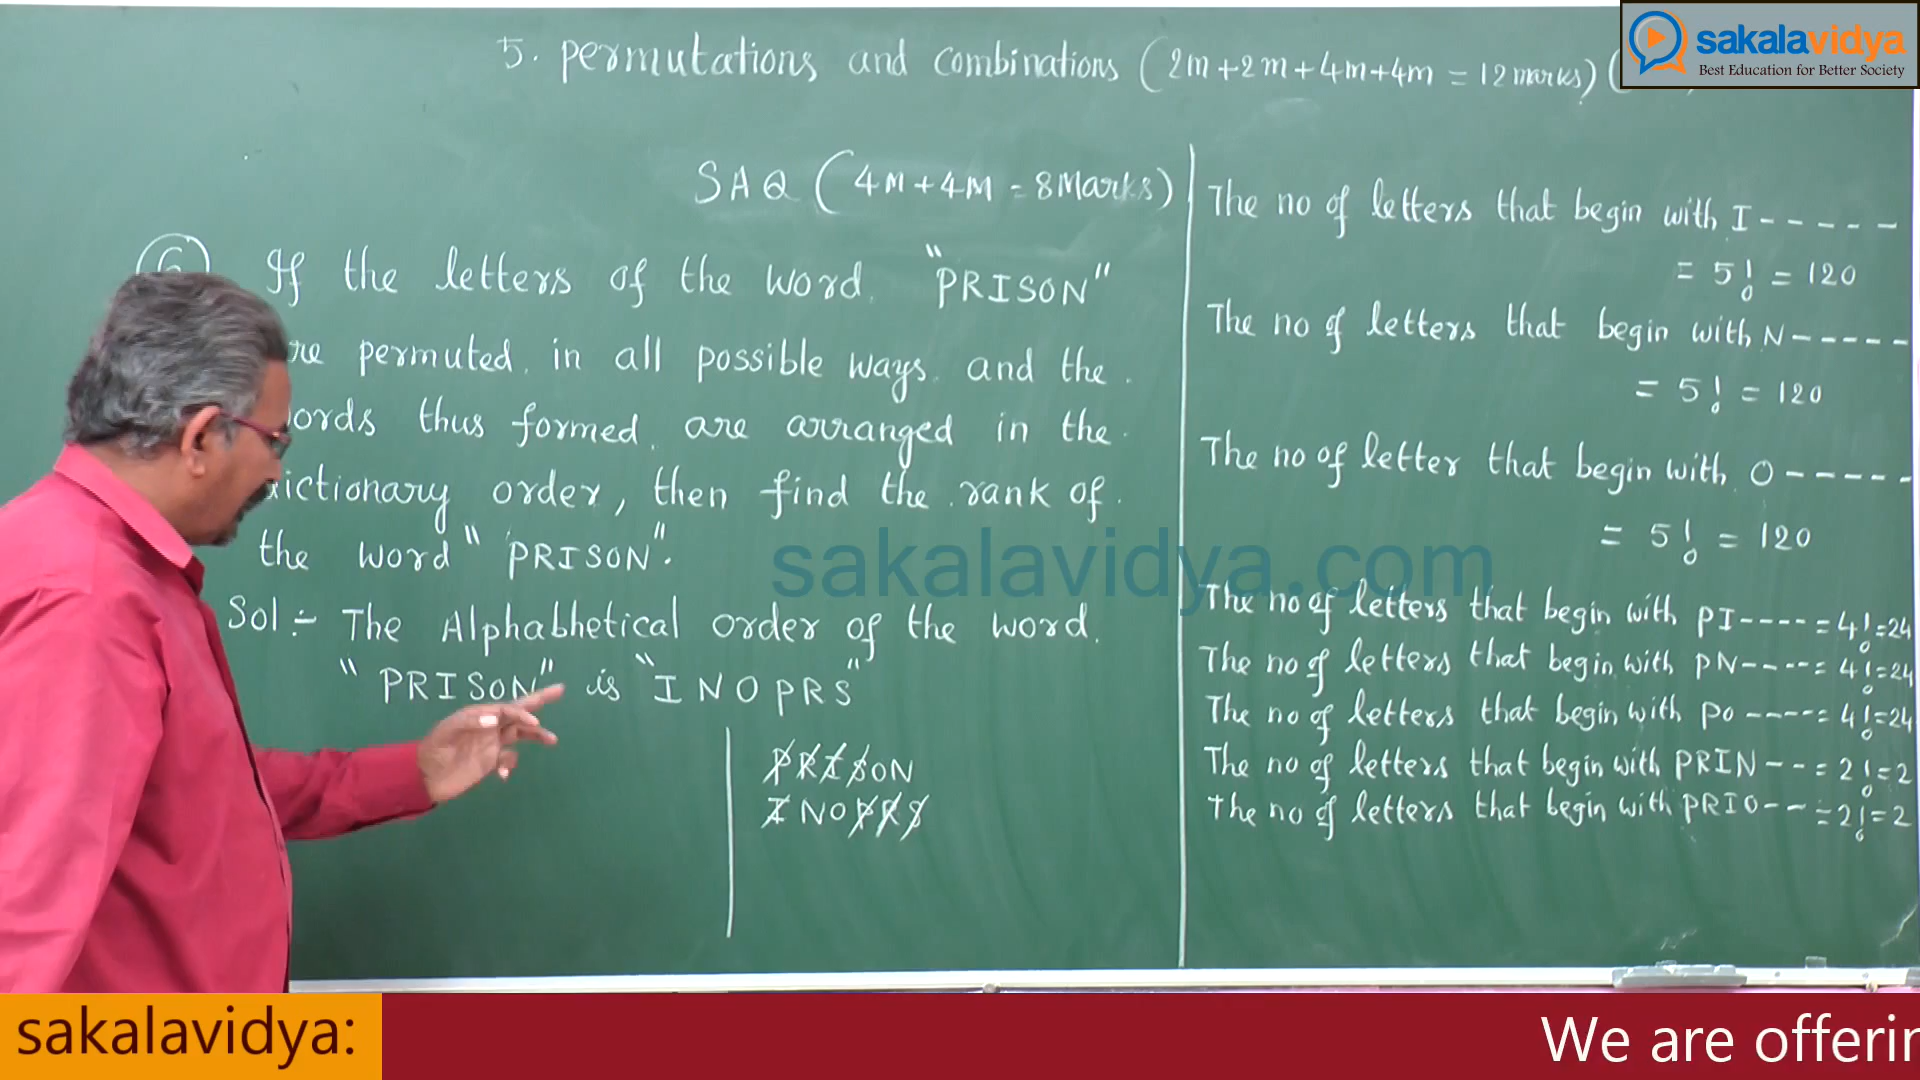 sakalavidya
Best Education for Better Society
5. Permutations and Combinations (2m+2m+4m+4m = 12 marks) (
SAQ (4M+4M = 8Marks)
If the letters of the word "PRISON"
re permuted in all possible ways and the
ords thus formed are arranged in the
ictionary order, then find the rank of
the word "PRISON".
Sol :- The Alphabhetical order of the word
"PRISON" is "INOPRS"
PRISON
INOPRS
The no of letters that begin with I - - - - -
= 5! = 120
The no of letters that begin with N - - - - -
= 5! = 120
The no of letter that begin with O - - - - -
= 5! = 120
The no of letters that begin with PI - - - - = 4! = 24
The no of letters that begin with PN - - - - = 4! = 24
The no of letters that begin with PO - - - - = 4! = 24
The no of letters that begin with PRIN - - = 2! = 2
The no of letters that begin with PRIO - - = 2! = 2
sakalavidya.com
sakalavidya:
We are offerin